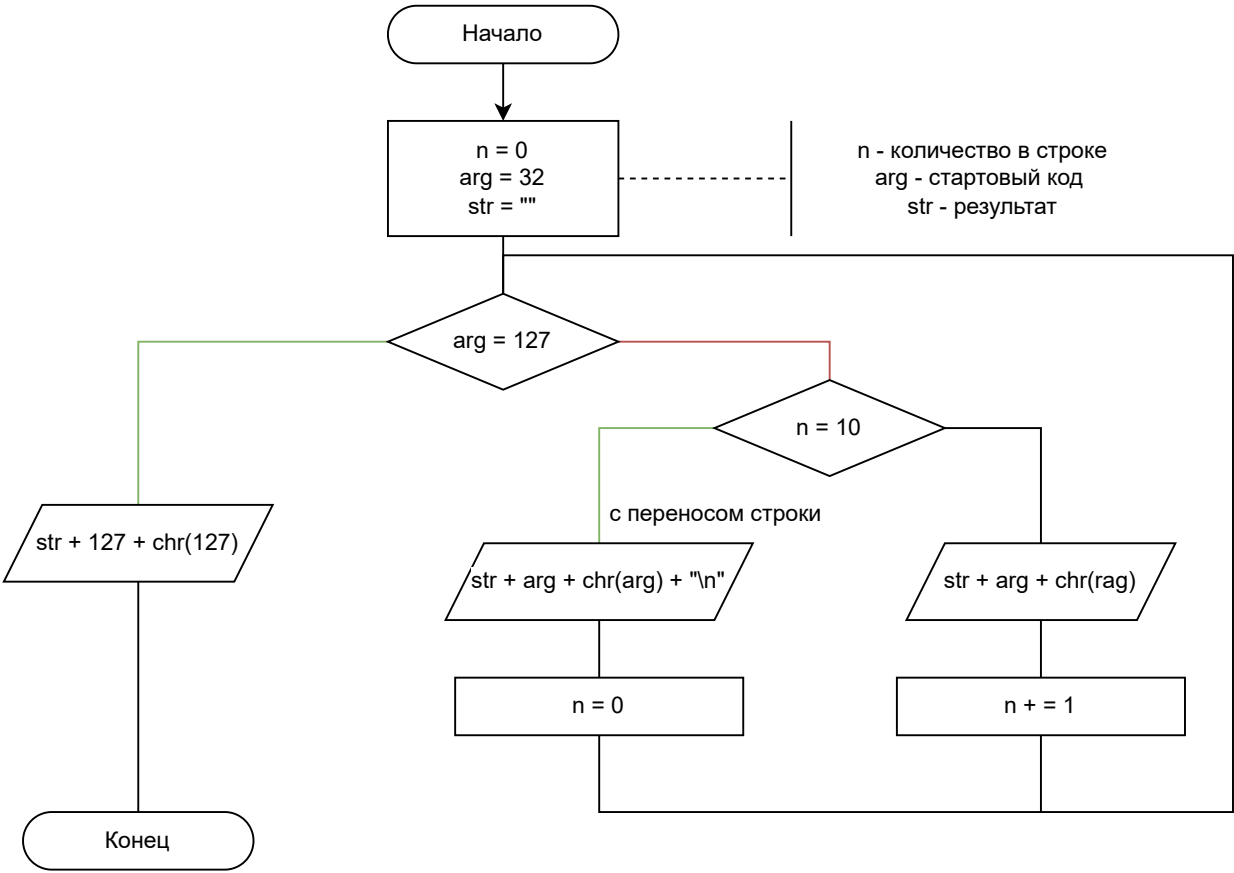 Начало
n = 0
arg = 32
str = ""
n - количество в строке
arg - стартовый код
str - результат
arg = 127
n = 10
с переносом строки
str + 127 + chr(127)
str + arg + chr(arg) + "\n"
str + arg + chr(rag)
n = 0
n + = 1
Конец